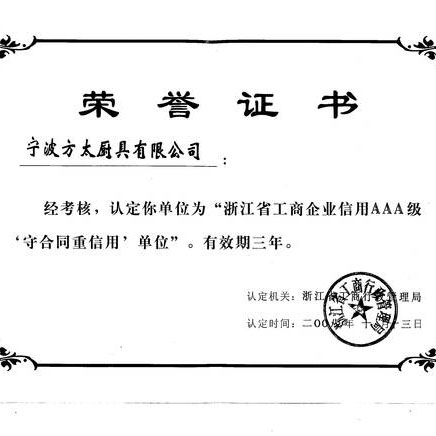 荣誉证书
宁波方太厨具有限公司：
经考核，认定你单位为“浙江省工商企业信用AAA级
‘守合同重信用’单位”。有效期三年。
认定机关：浙江省工商行政管理局
认定时间：二〇〇八年十月十三日
浙江省工商行政管理局